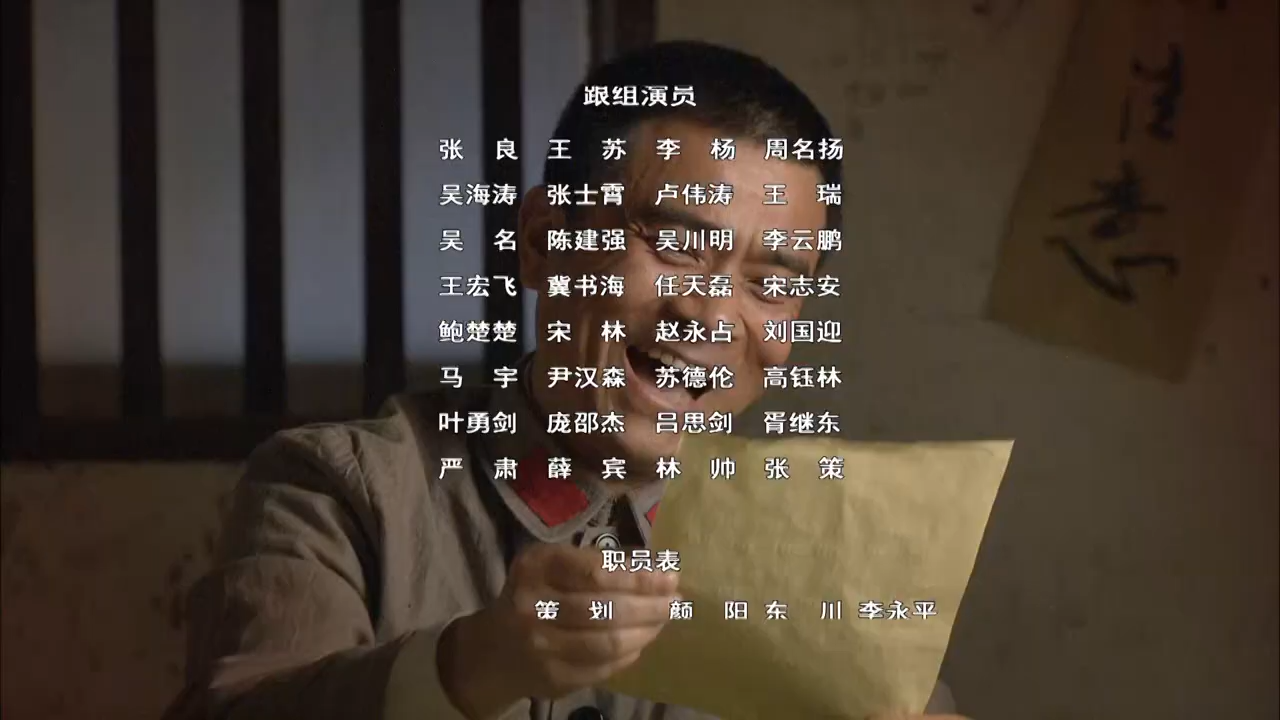 跟组演员
张 良 王 苏 李 杨 周名扬
吴海涛 张士霄 卢伟涛 王 瑞
吴 名 陈建强 吴川明 李云鹏
王宏飞 冀书海 任天磊 宋志安
鲍楚楚 宋 林 赵永占 刘国迎
马 宇 尹汉森 苏德伦 高钰林
叶勇剑 庞邵杰 吕思剑 胥继东
严 肃 薛 宾 林 帅 张 策
职员表
策 划 颜 阳 东 川 李永平